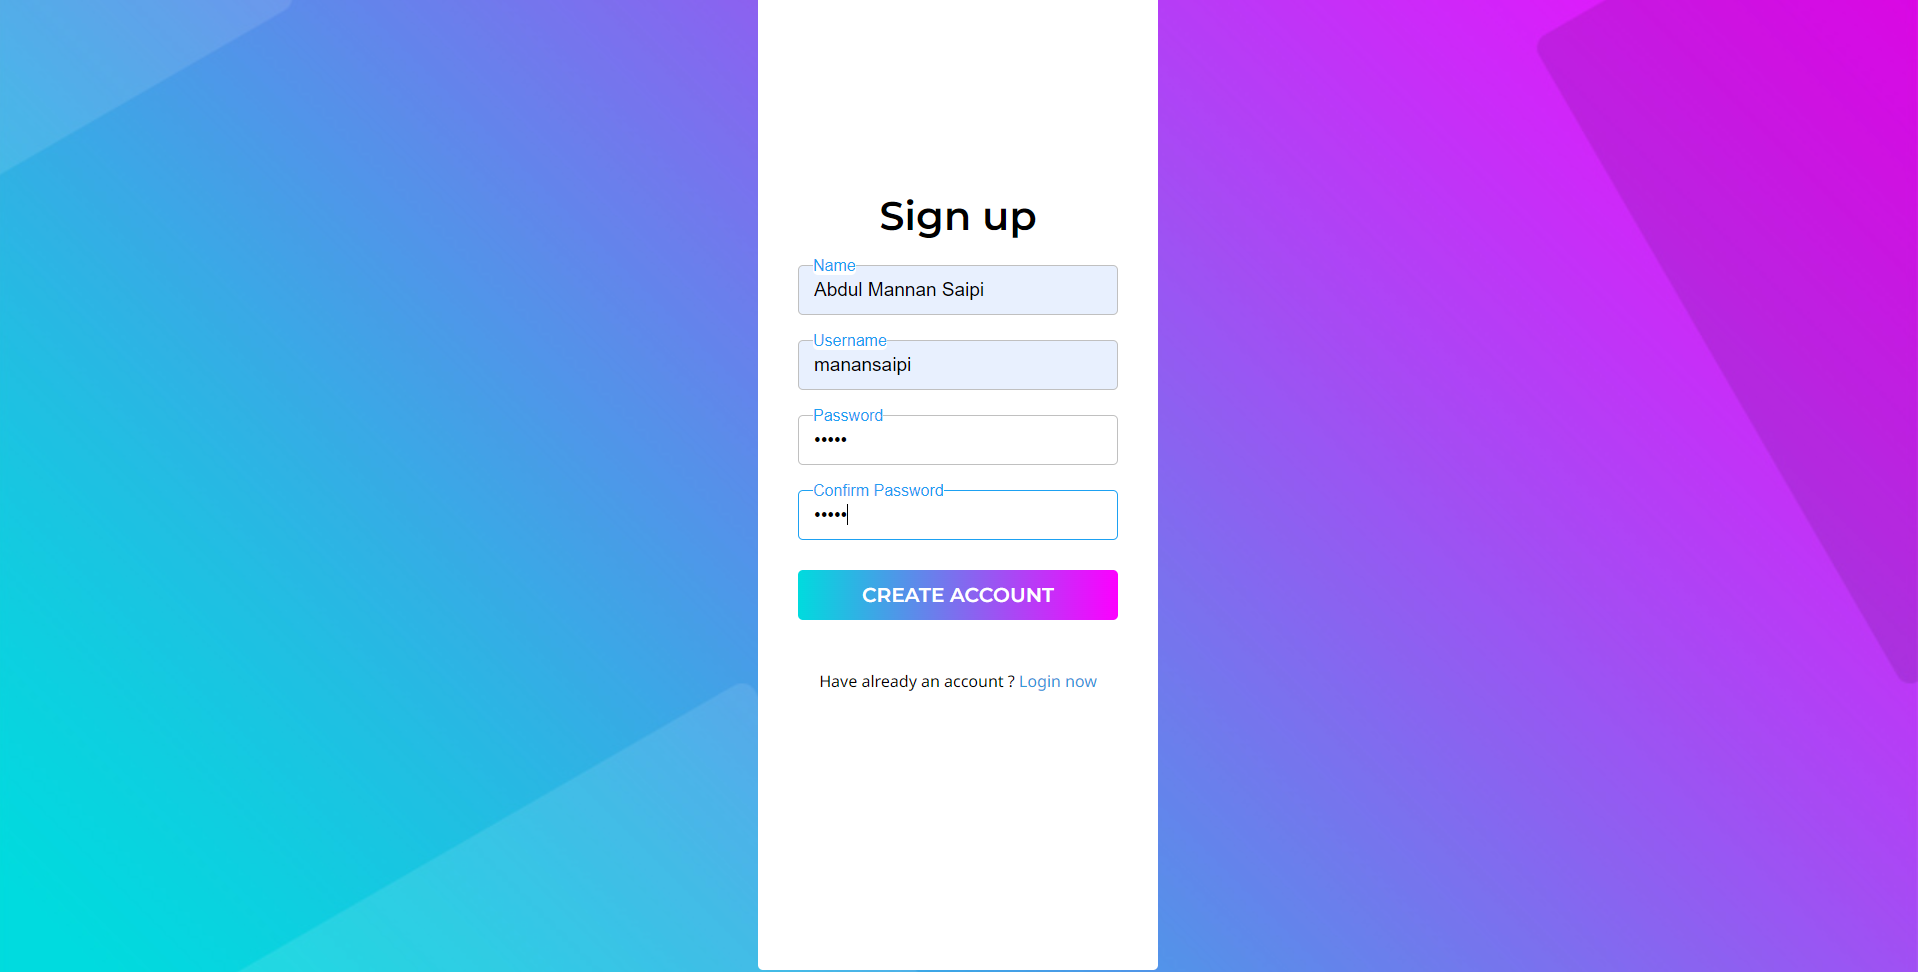 Sign up
Name
Abdul Mannan Saipi
Username
manansaipi
Password
•••••
Confirm Password
•••••
CREATE ACCOUNT
Have already an account ? Login now